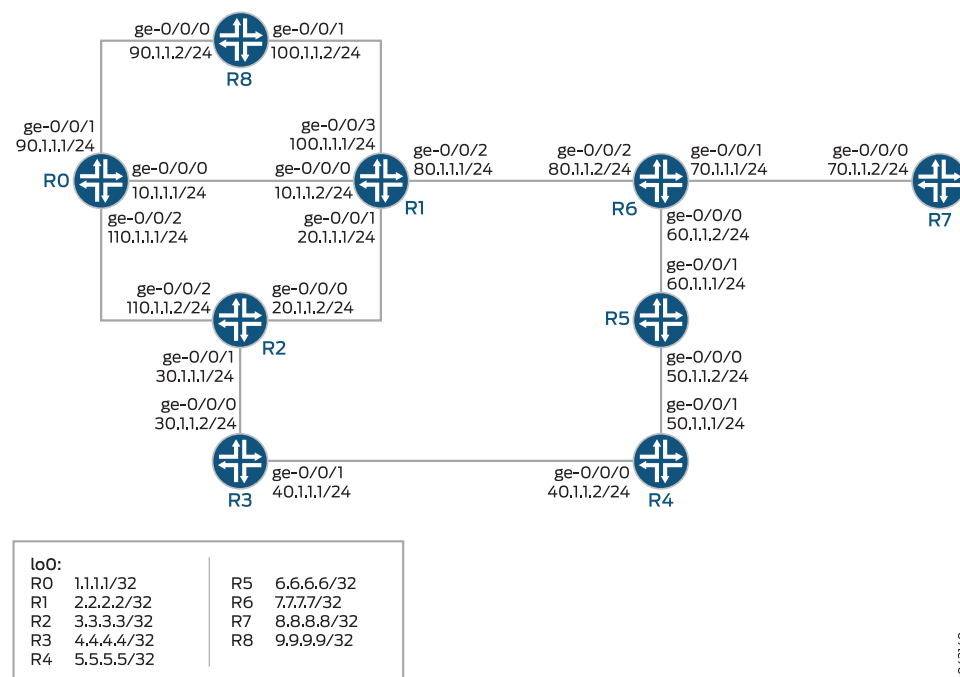 ge-0/0/0 ge-0/0/1
90.1.1.2/24 100.1.1.2/24
R8
ge-0/0/1
90.1.1.1/24
ge-0/0/3
100.1.1.1/24
R0
ge-0/0/0
10.1.1.1/24
ge-0/0/0
10.1.1.2/24
R1
ge-0/0/2
80.1.1.1/24
ge-0/0/2
80.1.1.2/24
R6
ge-0/0/1
70.1.1.1/24
ge-0/0/0
70.1.1.2/24
R7
ge-0/0/2
110.1.1.1/24
ge-0/0/1
20.1.1.1/24
ge-0/0/0
60.1.1.2/24
ge-0/0/1
60.1.1.1/24
ge-0/0/2
110.1.1.2/24
ge-0/0/0
20.1.1.2/24
R2
R5
ge-0/0/1
30.1.1.1/24
ge-0/0/0
50.1.1.2/24
ge-0/0/0
30.1.1.2/24
ge-0/0/1
50.1.1.1/24
R3
ge-0/0/1
40.1.1.1/24
ge-0/0/0
40.1.1.2/24
R4
lo0:
R0 1.1.1.1/32
R1 2.2.2.2/32
R2 3.3.3.3/32
R3 4.4.4.4/32
R4 5.5.5.5/32
R5 6.6.6.6/32
R6 7.7.7.7/32
R7 8.8.8.8/32
R8 9.9.9.9/32